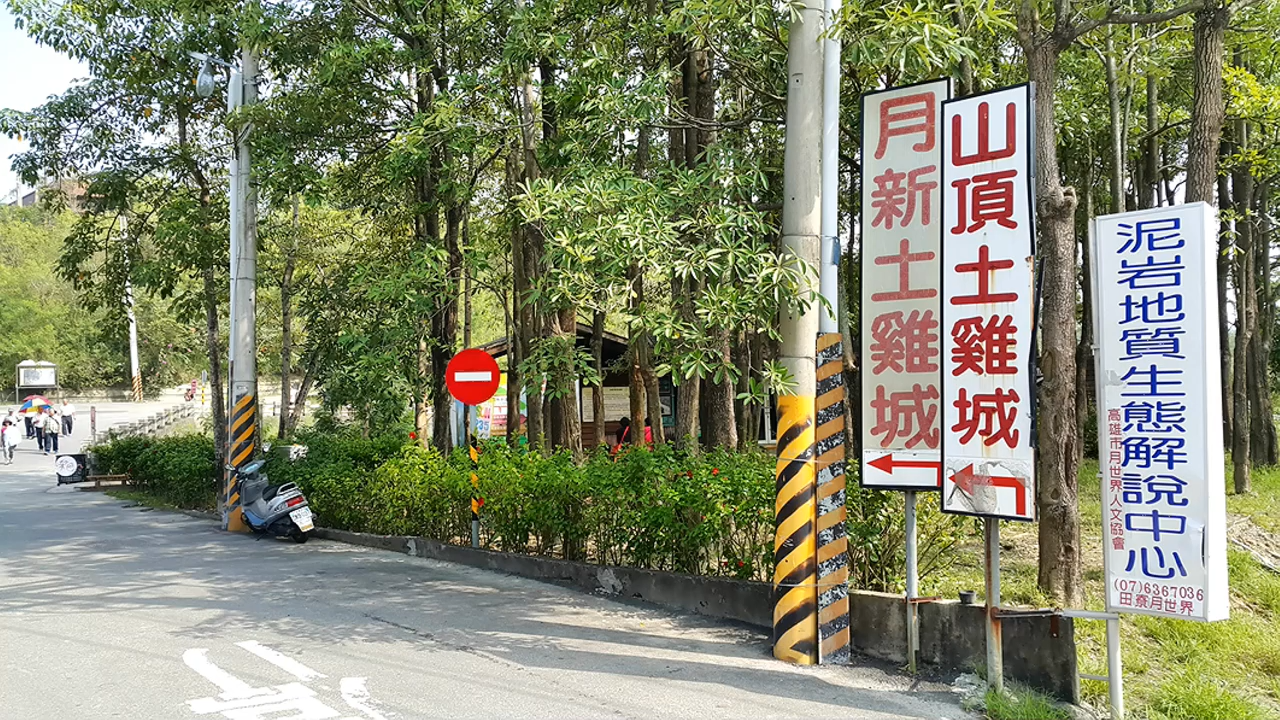 月新土雞城
山頂土雞城
泥岩地質生態解說中心
高雄市月世界人文協會
(07)6367036
田寮月世界